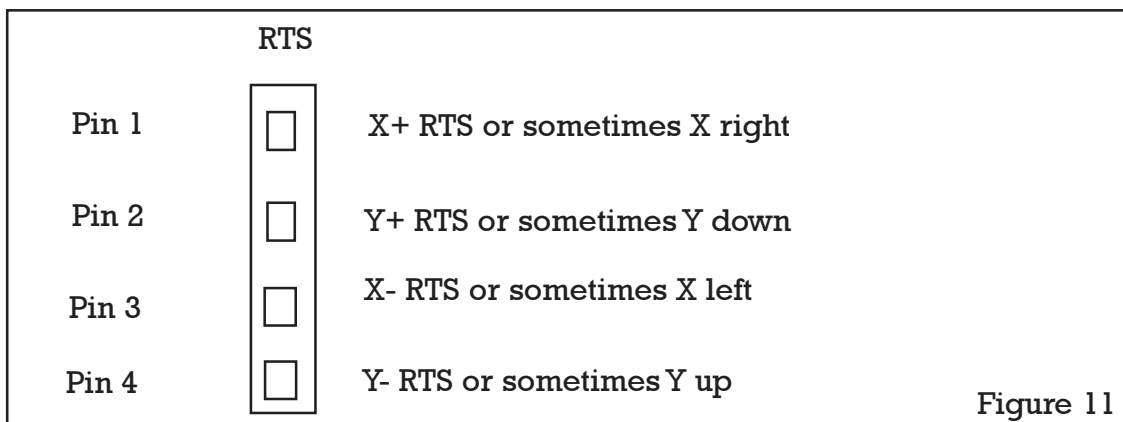 RTS
Pin 1 X+ RTS or sometimes X right
Pin 2 Y+ RTS or sometimes Y down
Pin 3 X- RTS or sometimes X left
Pin 4 Y- RTS or sometimes Y up
Figure 11